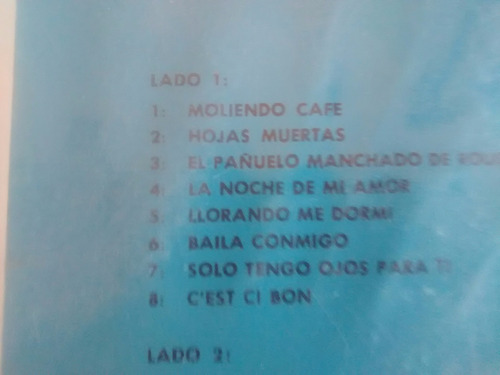 LADO 1:
1: MOLIENDO CAFE
2: HOJAS MUERTAS
3: EL PAÑUELO MANCHADO DE
4: LA NOCHE DE MI AMOR
5: LLORANDO ME DORMI
6: BAILA CONMIGO
7: SOLO TENGO OJOS PARA TI
8: C'EST CI BON
LADO 2: